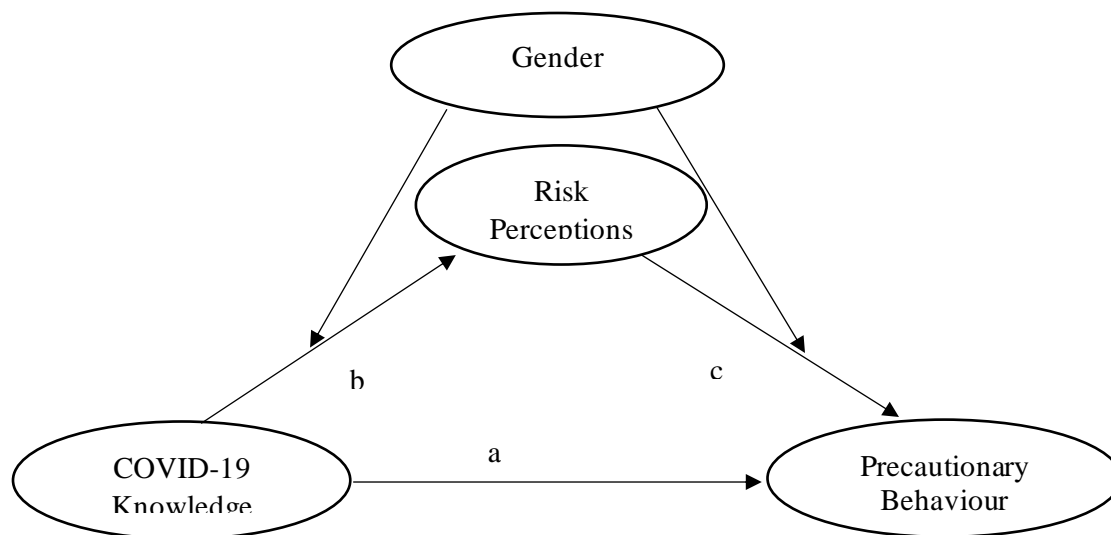 Gender
Risk
Perceptions
b
c
a
COVID-19
Knowledge
Precautionary
Behaviour